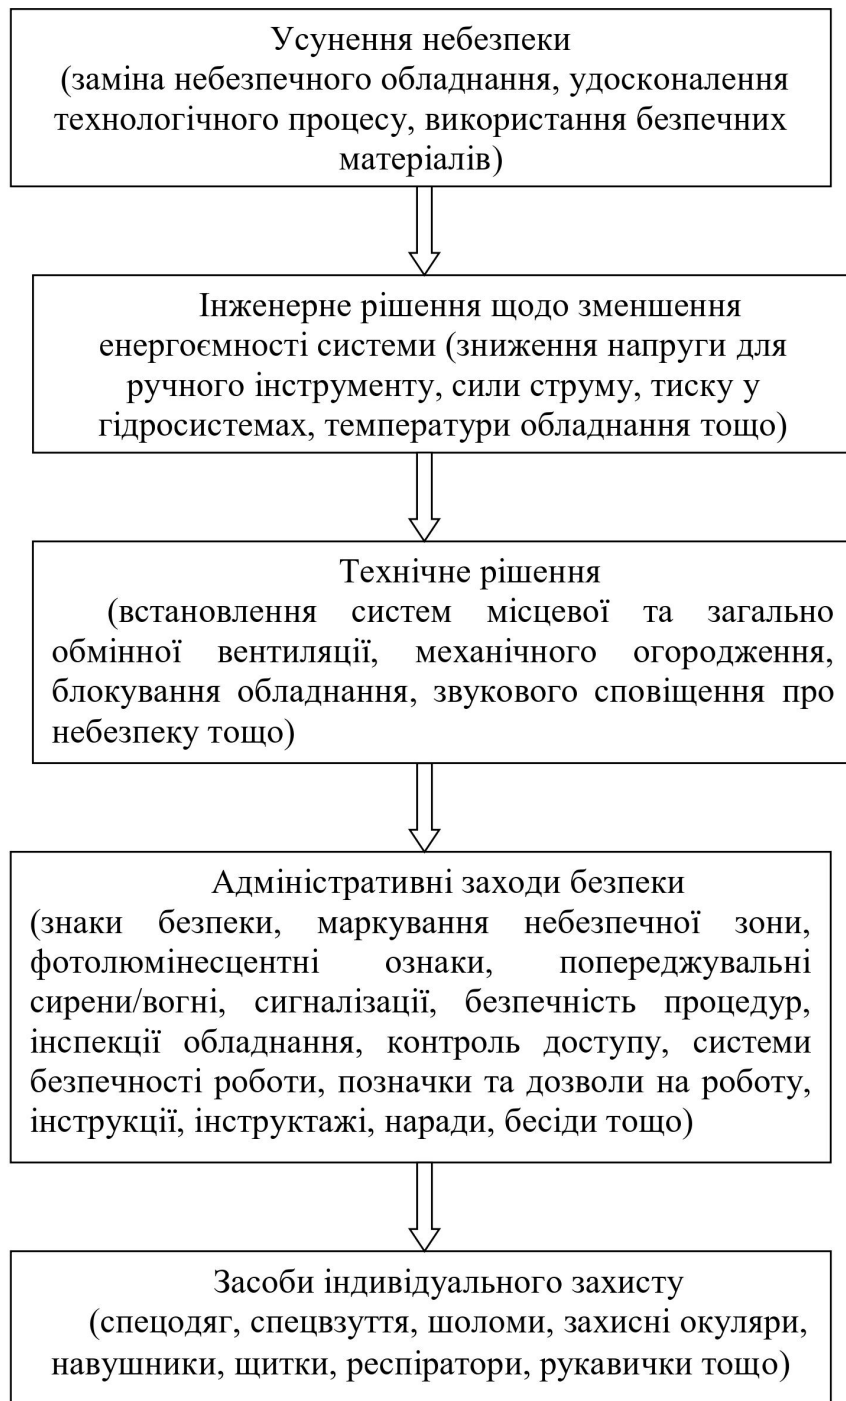 Усунення небезпеки
(заміна небезпечного обладнання, удосконалення
технологічного процесу, використання безпечних
матеріалів)
Інженерне рішення щодо зменшення
енергоємності системи (зниження напруги для
ручного інструменту, сили струму, тиску у
гідросистемах, температури обладнання тощо)
Технічне рішення
(встановлення систем місцевої та загально
обмінної вентиляції, механічного огородження,
блокування обладнання, звукового сповіщення про
небезпеку тощо)
Адміністративні заходи безпеки
(знаки безпеки, маркування небезпечної зони,
фотолюмінесцентні ознаки, попереджувальні
сирени/вогні, сигналізації, безпечність процедур,
інспекції обладнання, контроль доступу, системи
безпечності роботи, позначки та дозволи на роботу,
інструкції, інструктажі, наради, бесіди тощо)
Засоби індивідуального захисту
(спецодяг, спецвзуття, шоломи, захисні окуляри,
навушники, щитки, респіратори, рукавички тощо)